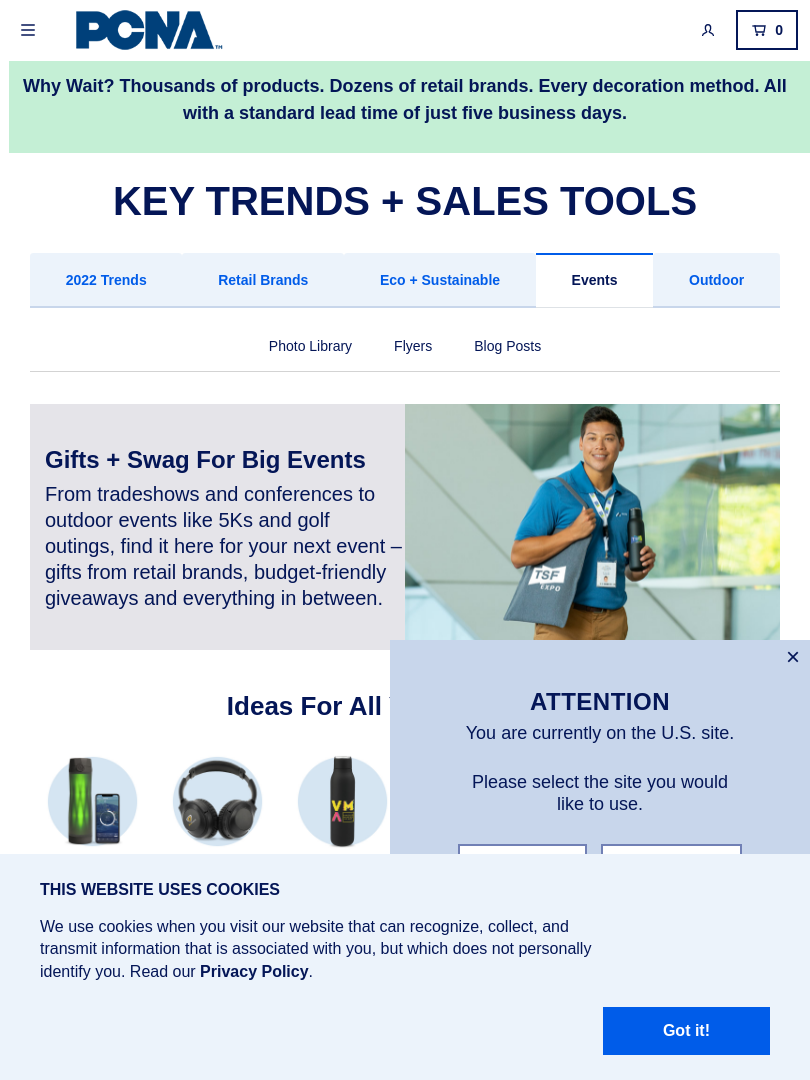 PCNA™
0
Why Wait? Thousands of products. Dozens of retail brands. Every decoration method. All
with a standard lead time of just five business days.
KEY TRENDS + SALES TOOLS
2022 Trends
Retail Brands
Eco + Sustainable
Events
Outdoor
Photo Library
Flyers
Blog Posts
Gifts + Swag For Big Events
From tradeshows and conferences to
outdoor events like 5Ks and golf
outings, find it here for your next event –
gifts from retail brands, budget-friendly
giveaways and everything in between.
TSF
EXPO
Ideas For All
VM
ATTENTION
You are currently on the U.S. site.
Please select the site you would
like to use.
THIS WEBSITE USES COOKIES
We use cookies when you visit our website that can recognize, collect, and
transmit information that is associated with you, but which does not personally
identify you. Read our Privacy Policy.
Got it!